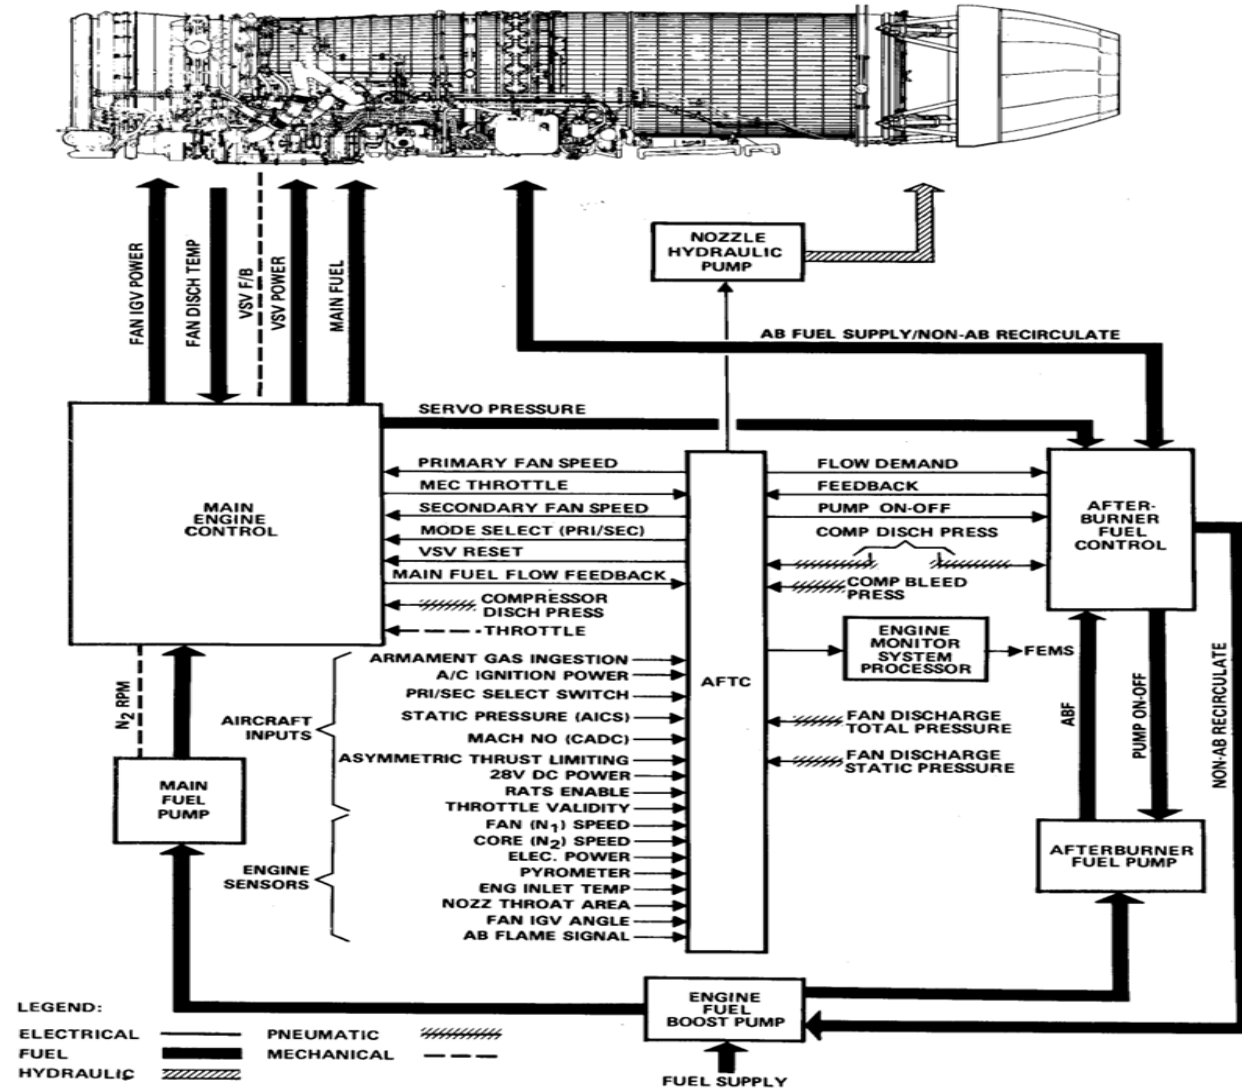 NOZZLE
HYDRAULIC
PUMP
FAN IGV POWER
FAN DISCH TEMP
VSV F/B
VSV POWER
MAIN FUEL
AB FUEL SUPPLY/NON-AB RECIRCULATE
SERVO PRESSURE
MAIN
ENGINE
CONTROL
PRIMARY FAN SPEED
MEC THROTTLE
SECONDARY FAN SPEED
MODE SELECT (PRI/SEC)
VSV RESET
MAIN FUEL FLOW FEEDBACK
COMPRESSOR
DISCH PRESS
THROTTLE
FLOW DEMAND
FEEDBACK
PUMP ON-OFF
COMP DISCH PRESS
COMP BLEED
PRESS
AFTER-
BURNER
FUEL
CONTROL
ENGINE
MONITOR
SYSTEM
PROCESSOR
FEMS
AFTC
FAN DISCHARGE
TOTAL PRESSURE
FAN DISCHARGE
STATIC PRESSURE
N2 RPM
MAIN
FUEL
PUMP
AIRCRAFT
INPUTS
ARMAMENT GAS INGESTION
A/C IGNITION POWER
PRI/SEC SELECT SWITCH
STATIC PRESSURE (AICS)
MACH NO (CADC)
ASYMMETRIC THRUST LIMITING
28V DC POWER
RATS ENABLE
THROTTLE VALIDITY
ENGINE
SENSORS
FAN (N1) SPEED
CORE (N2) SPEED
ELEC. POWER
PYROMETER
ENG INLET TEMP
NOZZ THROAT AREA
FAN IGV ANGLE
AB FLAME SIGNAL
ABF
PUMP ON-OFF
NON-AB RECIRCULATE
AFTERBURNER
FUEL PUMP
ENGINE
FUEL
BOOST PUMP
FUEL SUPPLY
LEGEND:
ELECTRICAL
FUEL
HYDRAULIC
PNEUMATIC
MECHANICAL